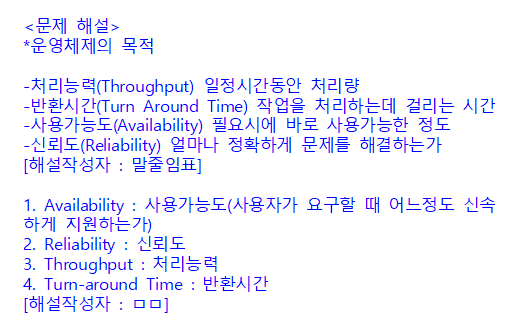 <문제 해설>
*운영체제의 목적
-처리능력(Throughput) 일정시간동안 처리량
-반환시간(Turn Around Time) 작업을 처리하는데 걸리는 시간
-사용가능도(Availability) 필요시에 바로 사용가능한 정도
-신뢰도(Reliability) 얼마나 정확하게 문제를 해결하는가
[해설작성자 : 말줄임표]
1. Availability : 사용가능도(사용자가 요구할 때 어느정도 신속
하게 지원하는가)
2. Reliability : 신뢰도
3. Throughput : 처리능력
4. Turn-around Time : 반환시간
[해설작성자 : ㅁㅁ]